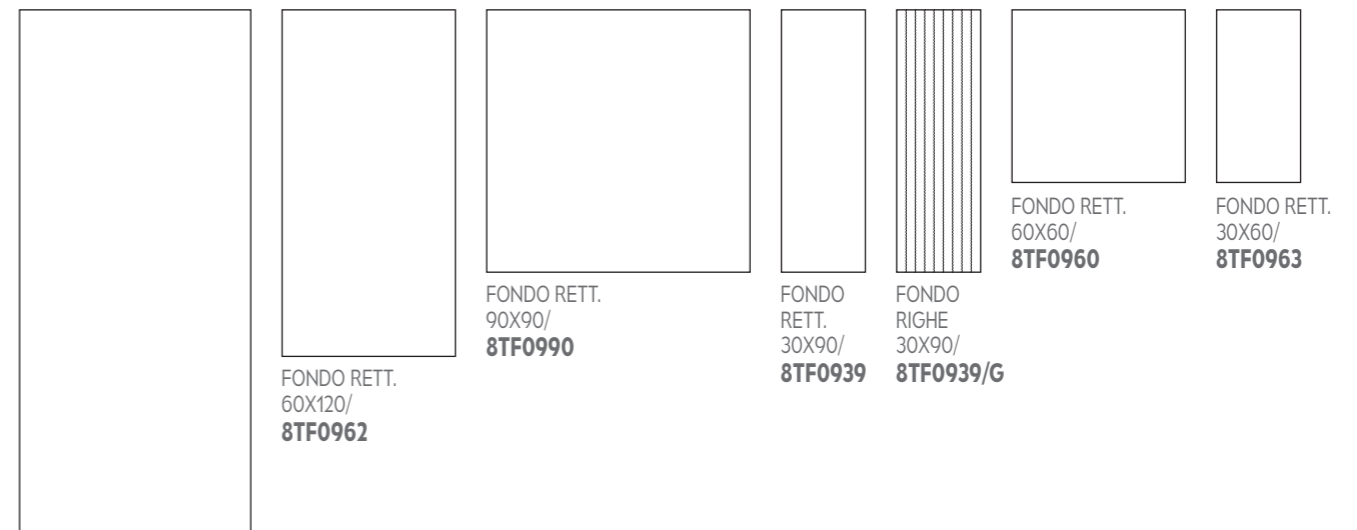 FONDO RETT.
60X120/
8TF0962
FONDO RETT.
90X90/
8TF0990
FONDO
RETT.
30X90/
8TF0939
FONDO
RIGHE
30X90/
8TF0939/G
FONDO RETT.
60X60/
8TF0960
FONDO RETT.
30X60/
8TF0963